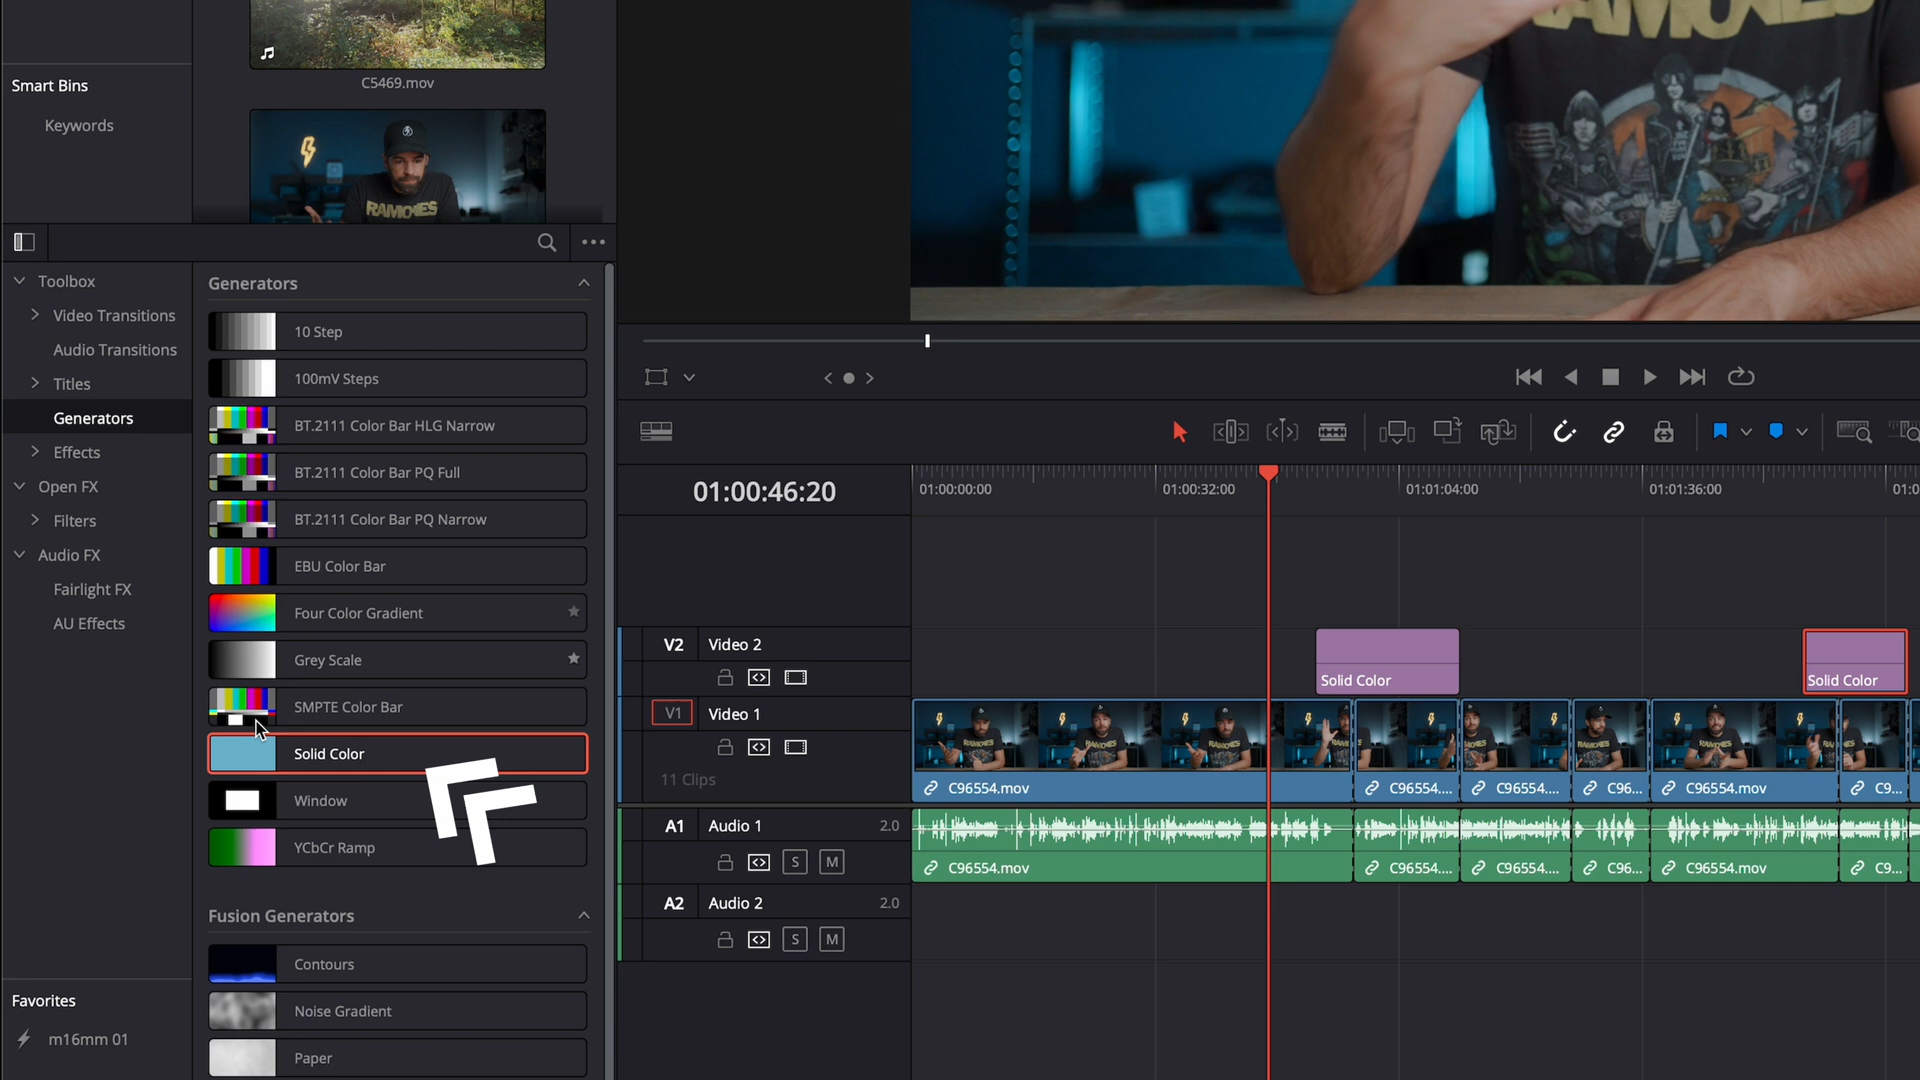 C5469.mov
Smart Bins
Keywords
RAMONES
RAMONES
Toolbox
Video Transitions
Audio Transitions
Titles
Generators
Effects
Open FX
Filters
Audio FX
Fairlight FX
AU Effects
Favorites
m16mm 01
Generators
10 Step
100mV Steps
BT.2111 Color Bar HLG Narrow
BT.2111 Color Bar PQ Full
BT.2111 Color Bar PQ Narrow
EBU Color Bar
Four Color Gradient
Grey Scale
SMPTE Color Bar
Solid Color
Window
YCbCr Ramp
Fusion Generators
Contours
Noise Gradient
Paper
01:00:46:20
01:00:00:00 01:00:32:00 01:01:04:00 01:01:36:00 01:0
V2 Video 2
Solid Color Solid Color
V1 Video 1
11 Clips
C96554.mov C96554.... C96554.... C96... C96554.mov C9...
A1 Audio 1 2.0
S M
C96554.mov C96554.... C96554.... C96... C96554.mov C9...
A2 Audio 2 2.0
S M